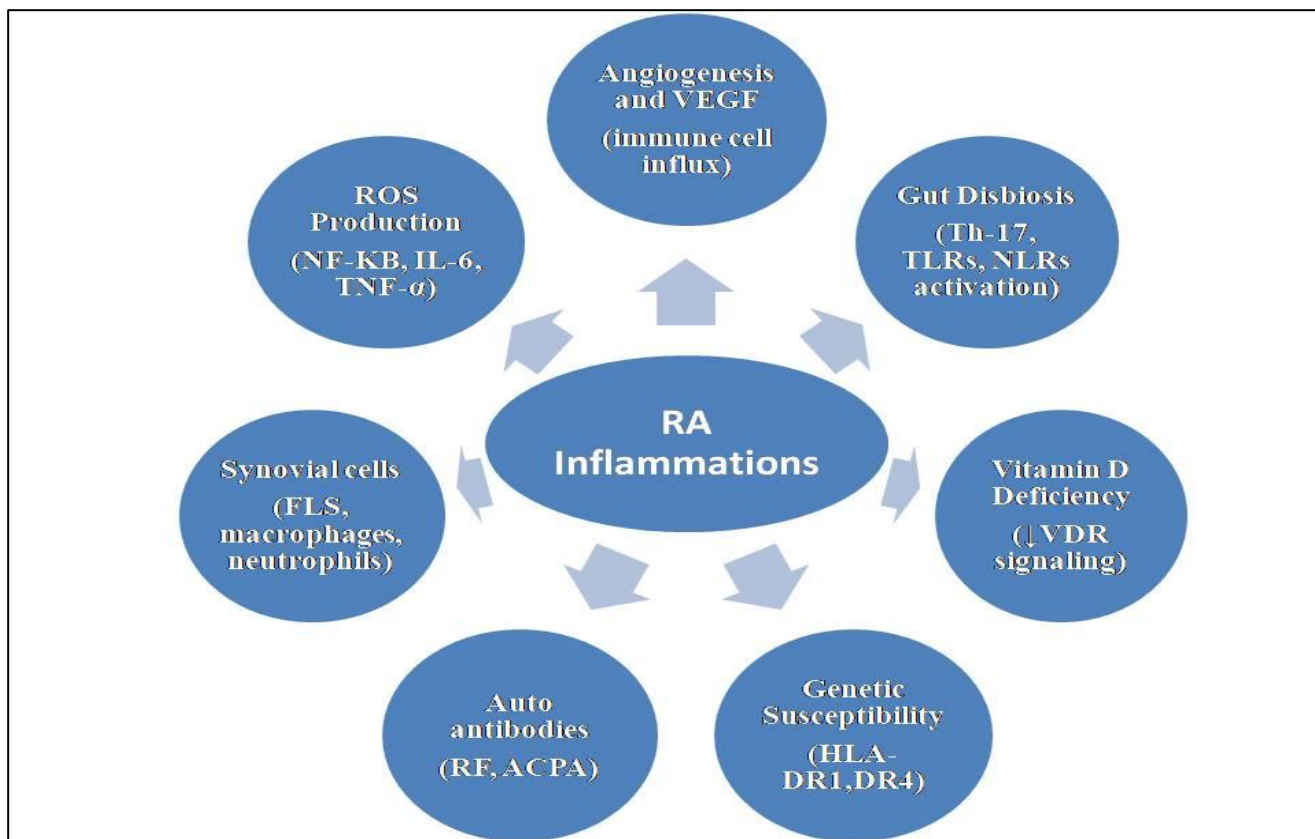 Angiogenesis
and VEGF
(immune cell
influx)
Gut Disbiosis
(Th-17,
TLRs, NLRs
activation)
Vitamin D
Deficiency
(↓VDR
signaling)
Genetic
Susceptibility
(HLA-
DR1,DR4)
Auto
antibodies
(RF, ACPA)
Synovial cells
(FLS,
macrophages,
neutrophils)
ROS
Production
(NF-KB, IL-6,
TNF-α)
RA
Inflammations